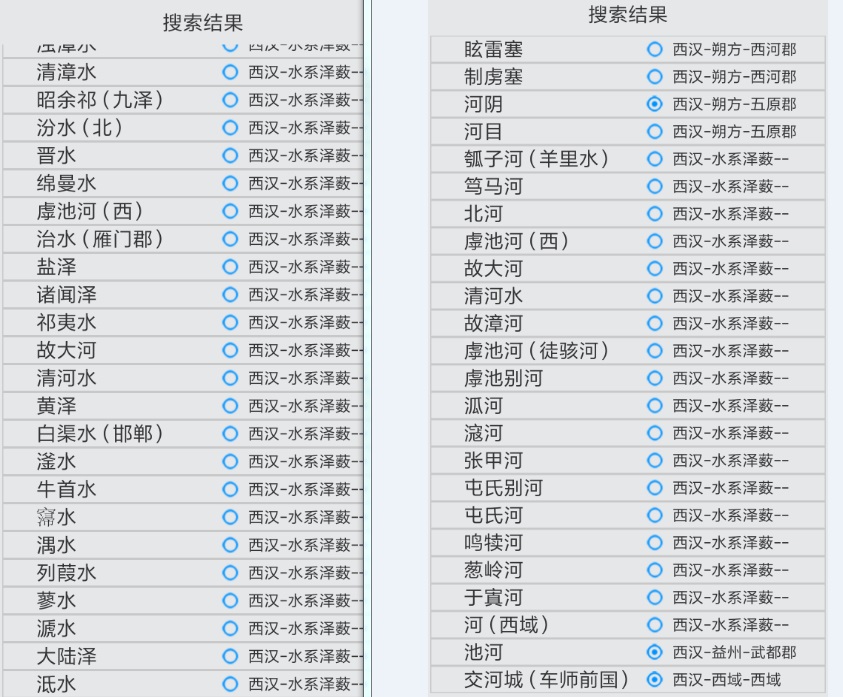 搜索结果
西汉-水系泽薮--
清漳水 西汉-水系泽薮--
昭余祁（九泽） 西汉-水系泽薮--
汾水（北） 西汉-水系泽薮--
晋水 西汉-水系泽薮--
绵曼水 西汉-水系泽薮--
虖池河（西） 西汉-水系泽薮--
治水（雁门郡） 西汉-水系泽薮--
盐泽 西汉-水系泽薮--
诸闻泽 西汉-水系泽薮--
祁夷水 西汉-水系泽薮--
故大河 西汉-水系泽薮--
清河水 西汉-水系泽薮--
黄泽 西汉-水系泽薮--
白渠水（邯郸） 西汉-水系泽薮--
滏水 西汉-水系泽薮--
牛首水 西汉-水系泽薮--
西汉-水系泽薮--
湡水 西汉-水系泽薮--
列葭水 西汉-水系泽薮--
蓼水 西汉-水系泽薮--
㴲水 西汉-水系泽薮--
大陆泽 西汉-水系泽薮--
泜水 西汉-水系泽薮--
搜索结果
眩雷塞 西汉-朔方-西河郡
制虏塞 西汉-朔方-西河郡
河阴 西汉-朔方-五原郡
河目 西汉-朔方-五原郡
瓠子河（羊里水） 西汉-水系泽薮--
笃马河 西汉-水系泽薮--
北河 西汉-水系泽薮--
虖池河（西） 西汉-水系泽薮--
故大河 西汉-水系泽薮--
清河水 西汉-水系泽薮--
故漳河 西汉-水系泽薮--
虖池河（徒骇河） 西汉-水系泽薮--
虖池别河 西汉-水系泽薮--
泒河 西汉-水系泽薮--
滱河 西汉-水系泽薮--
张甲河 西汉-水系泽薮--
屯氏别河 西汉-水系泽薮--
屯氏河 西汉-水系泽薮--
鸣犊河 西汉-水系泽薮--
葱岭河 西汉-水系泽薮--
于窴河 西汉-水系泽薮--
河（西域） 西汉-水系泽薮--
池河 西汉-益州-武都郡
交河城（车师前国） 西汉-西域-西域